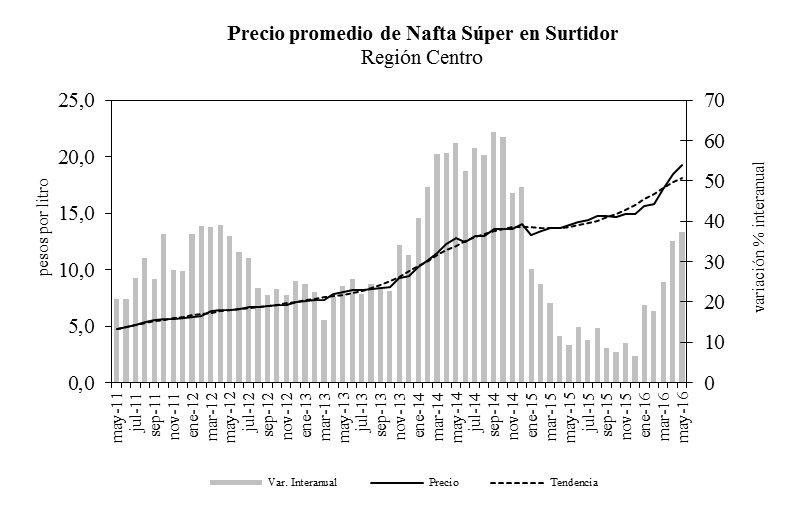 Precio promedio de Nafta Súper en Surtidor
Región Centro
pesos por litro
25,0
20,0
15,0
10,0
5,0
0,0
70
60
50
40
30
20
10
0
variación % interanual
may-11
jul-11
sep-11
nov-11
ene-12
mar-12
may-12
jul-12
sep-12
nov-12
ene-13
mar-13
may-13
jul-13
sep-13
nov-13
ene-14
mar-14
may-14
jul-14
sep-14
nov-14
ene-15
mar-15
may-15
jul-15
sep-15
nov-15
ene-16
mar-16
may-16
Var. Interanual
Precio
Tendencia